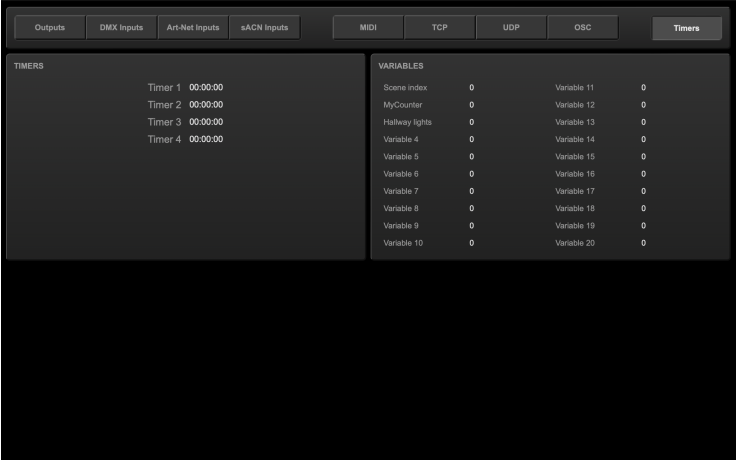 Outputs DMX Inputs Art-Net Inputs sACN Inputs MIDI TCP UDP OSC Timers
TIMERS
Timer 1 00:00:00
Timer 2 00:00:00
Timer 3 00:00:00
Timer 4 00:00:00
VARIABLES
Scene index 0
MyCounter 0
Hallway lights 0
Variable 4 0
Variable 5 0
Variable 6 0
Variable 7 0
Variable 8 0
Variable 9 0
Variable 10 0
Variable 11 0
Variable 12 0
Variable 13 0
Variable 14 0
Variable 15 0
Variable 16 0
Variable 17 0
Variable 18 0
Variable 19 0
Variable 20 0